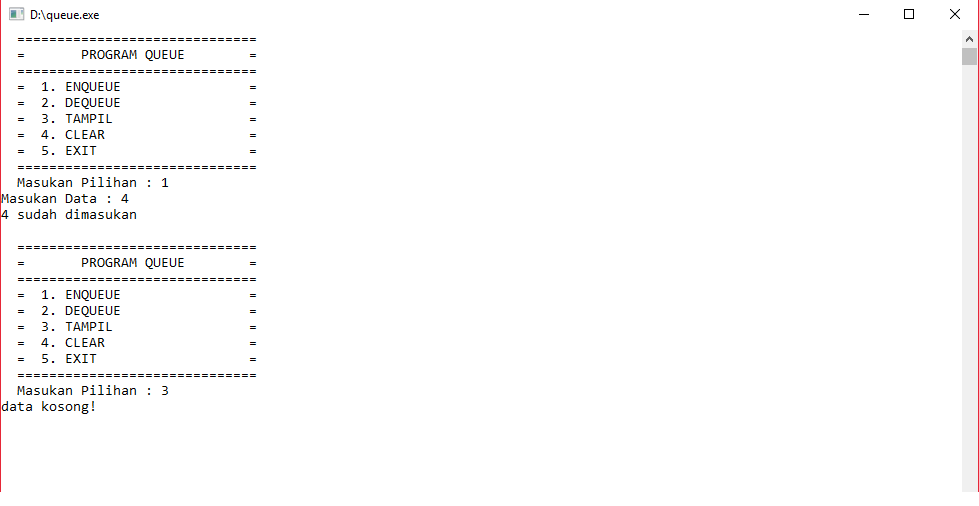 D:\queue.exe
==============================
=       PROGRAM QUEUE        =
==============================
=  1. ENQUEUE                =
=  2. DEQUEUE                =
=  3. TAMPIL                 =
=  4. CLEAR                  =
=  5. EXIT                   =
==============================
Masukan Pilihan : 1
Masukan Data : 4
4 sudah dimasukan
==============================
=       PROGRAM QUEUE        =
==============================
=  1. ENQUEUE                =
=  2. DEQUEUE                =
=  3. TAMPIL                 =
=  4. CLEAR                  =
=  5. EXIT                   =
==============================
Masukan Pilihan : 3
data kosong!